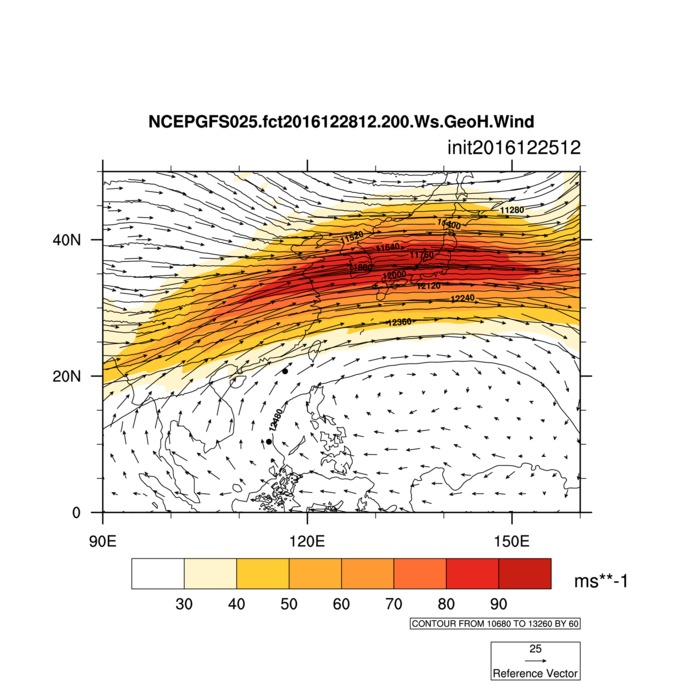 NCEPGFS025.fct2016122812.200.Ws.GeoH.Wind
init2016122512
11280
11400
11520
40N
11640
11760
11880
12000
12120
12240
12360
20N
12480
0
90E 120E 150E
ms**-1
30 40 50 60 70 80 90
CONTOUR FROM 10680 TO 13260 BY 60
25
Reference Vector